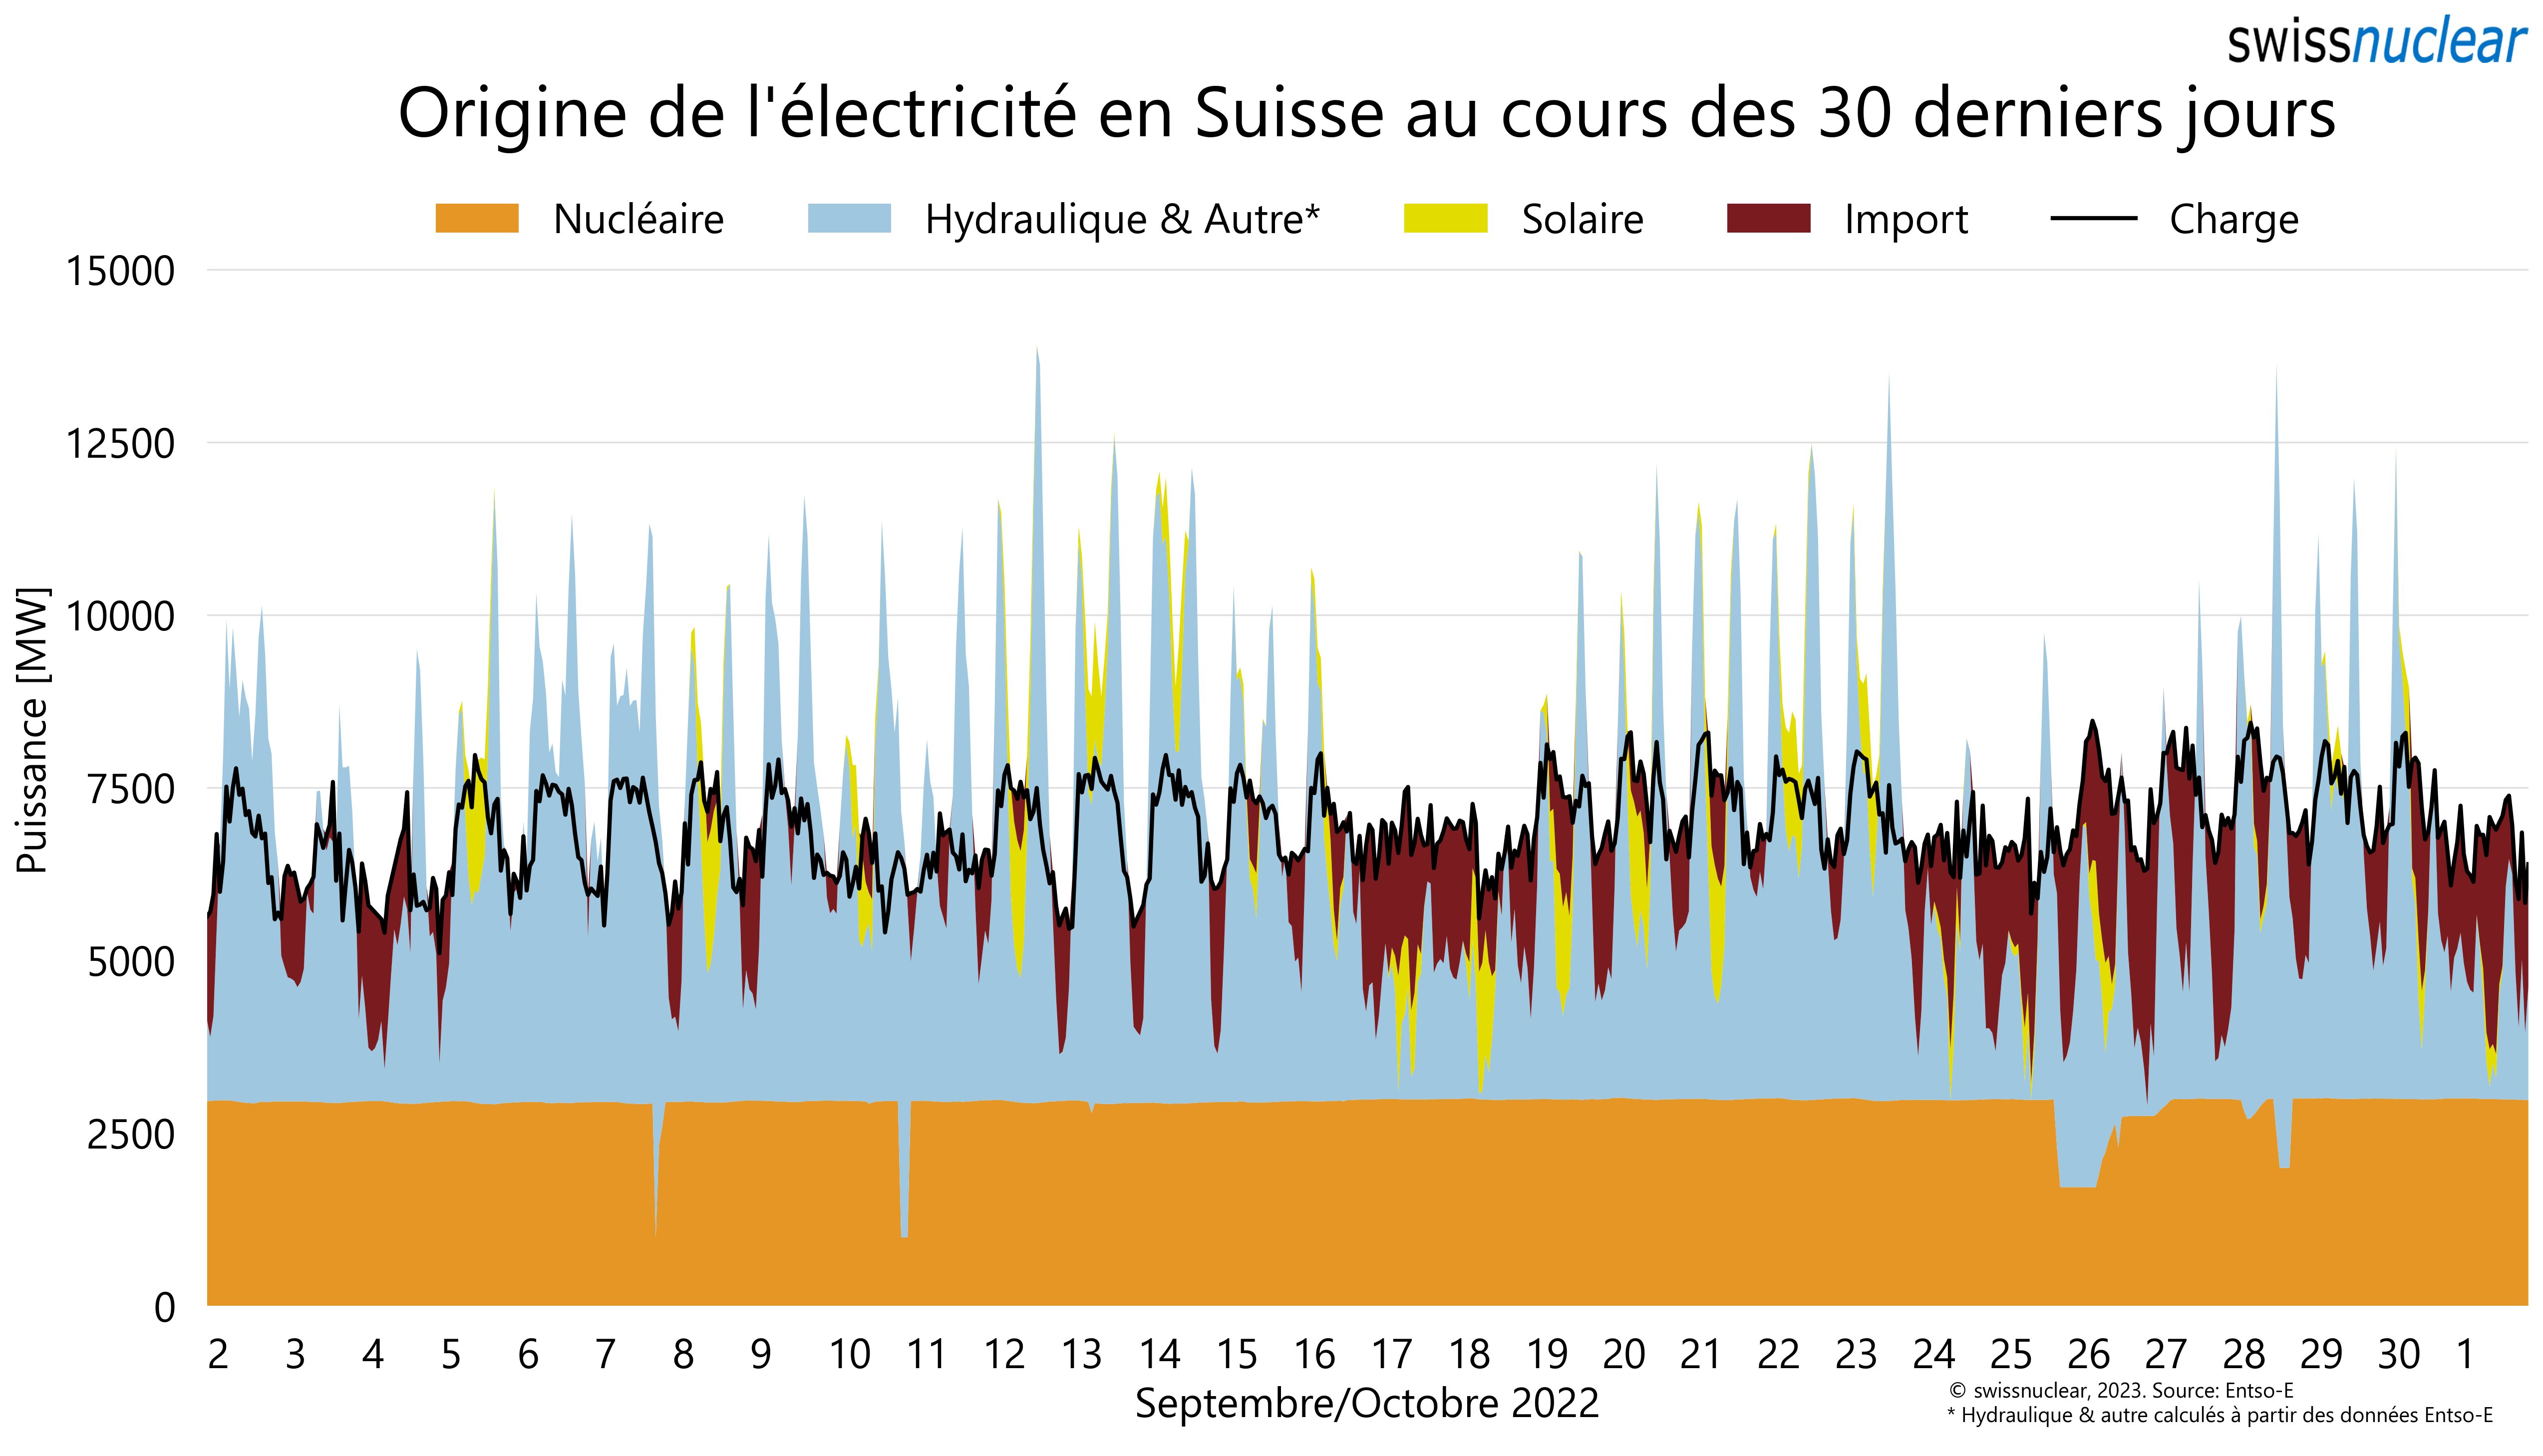 swissnuclear
Origine de l'électricité en Suisse au cours des 30 derniers jours
Nucléaire Hydraulique & Autre* Solaire Import Charge
15000
12500
10000
7500
5000
2500
0
Puissance [MW]
2 3 4 5 6 7 8 9 10 11 12 13 14 15 16 17 18 19 20 21 22 23 24 25 26 27 28 29 30 1
Septembre/Octobre 2022
© swissnuclear, 2023. Source: Entso-E
* Hydraulique & autre calculés à partir des données Entso-E